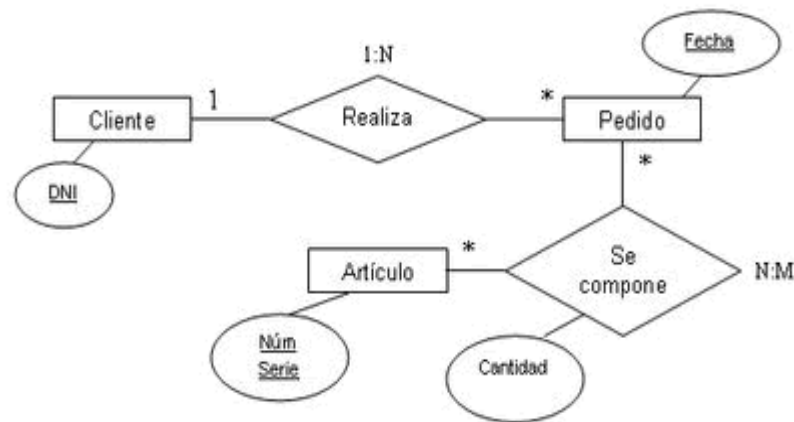 Fecha
1:N
Cliente
1
Realiza
*
Pedido
*
DNI
Artículo
*
Se
compone
N:M
Núm
Serie
Cantidad